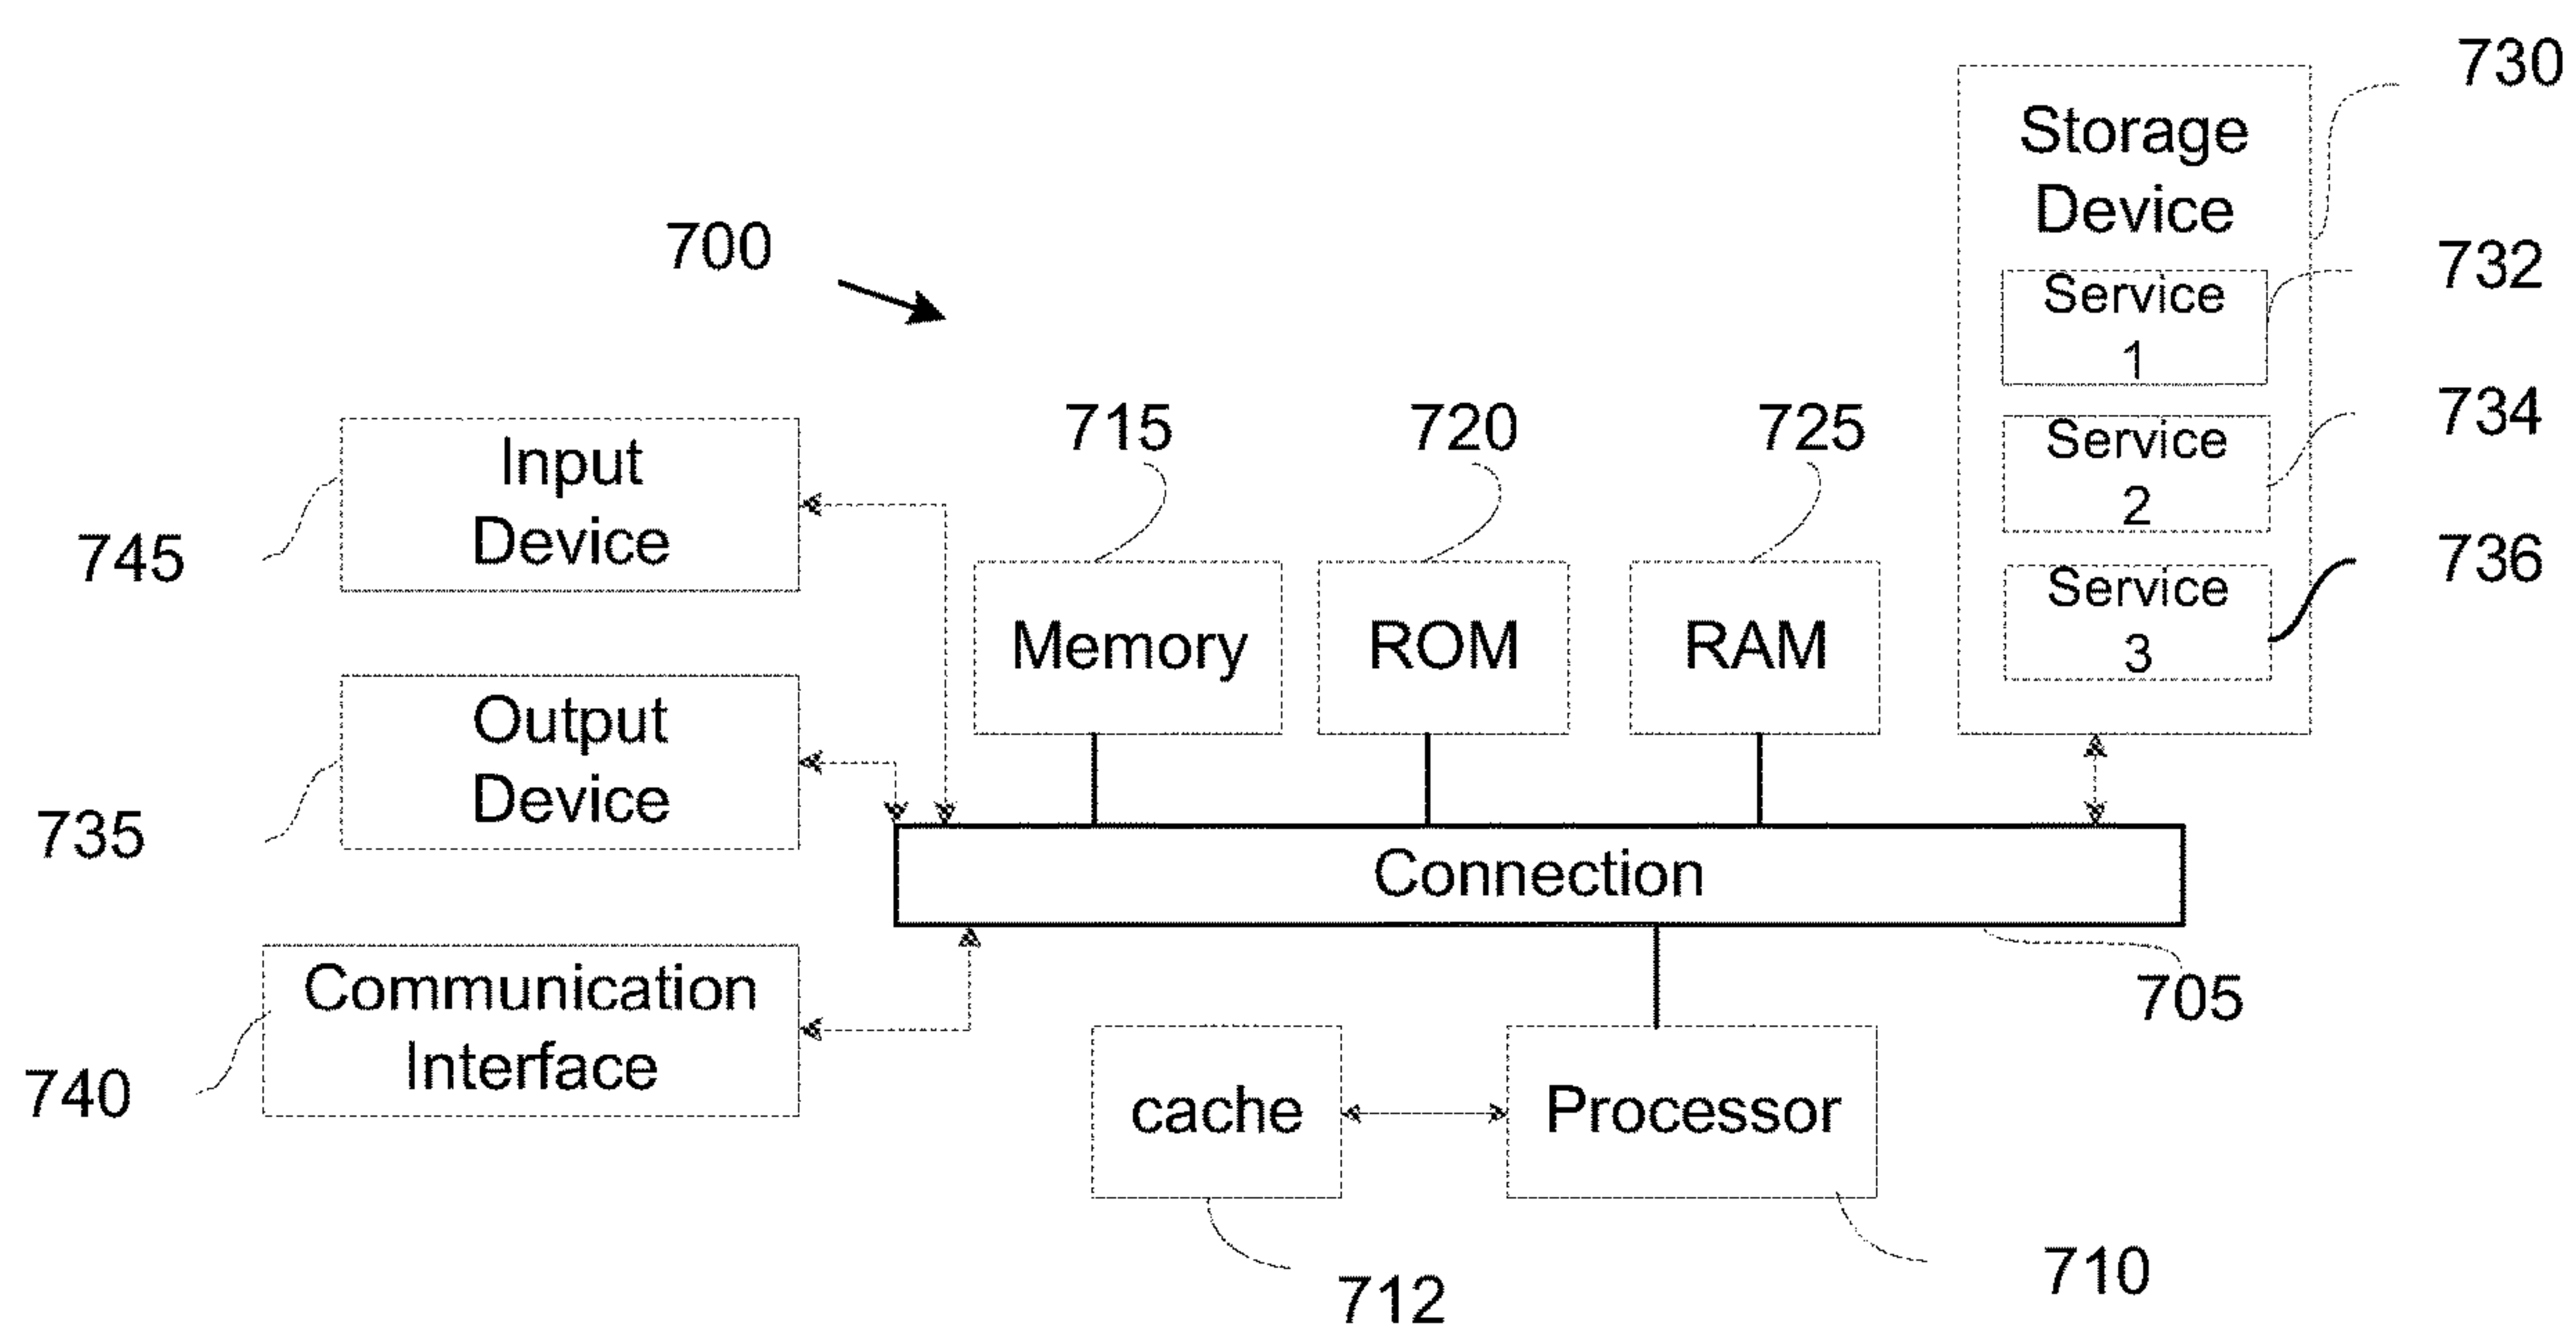 730
Storage
Device
700
732
Service
1
734
715
720
725
Service
2
Input
Device
745
736
Service
3
Memory
ROM
RAM
Output
Device
735
Connection
705
Communication
Interface
740
cache
Processor
710
712